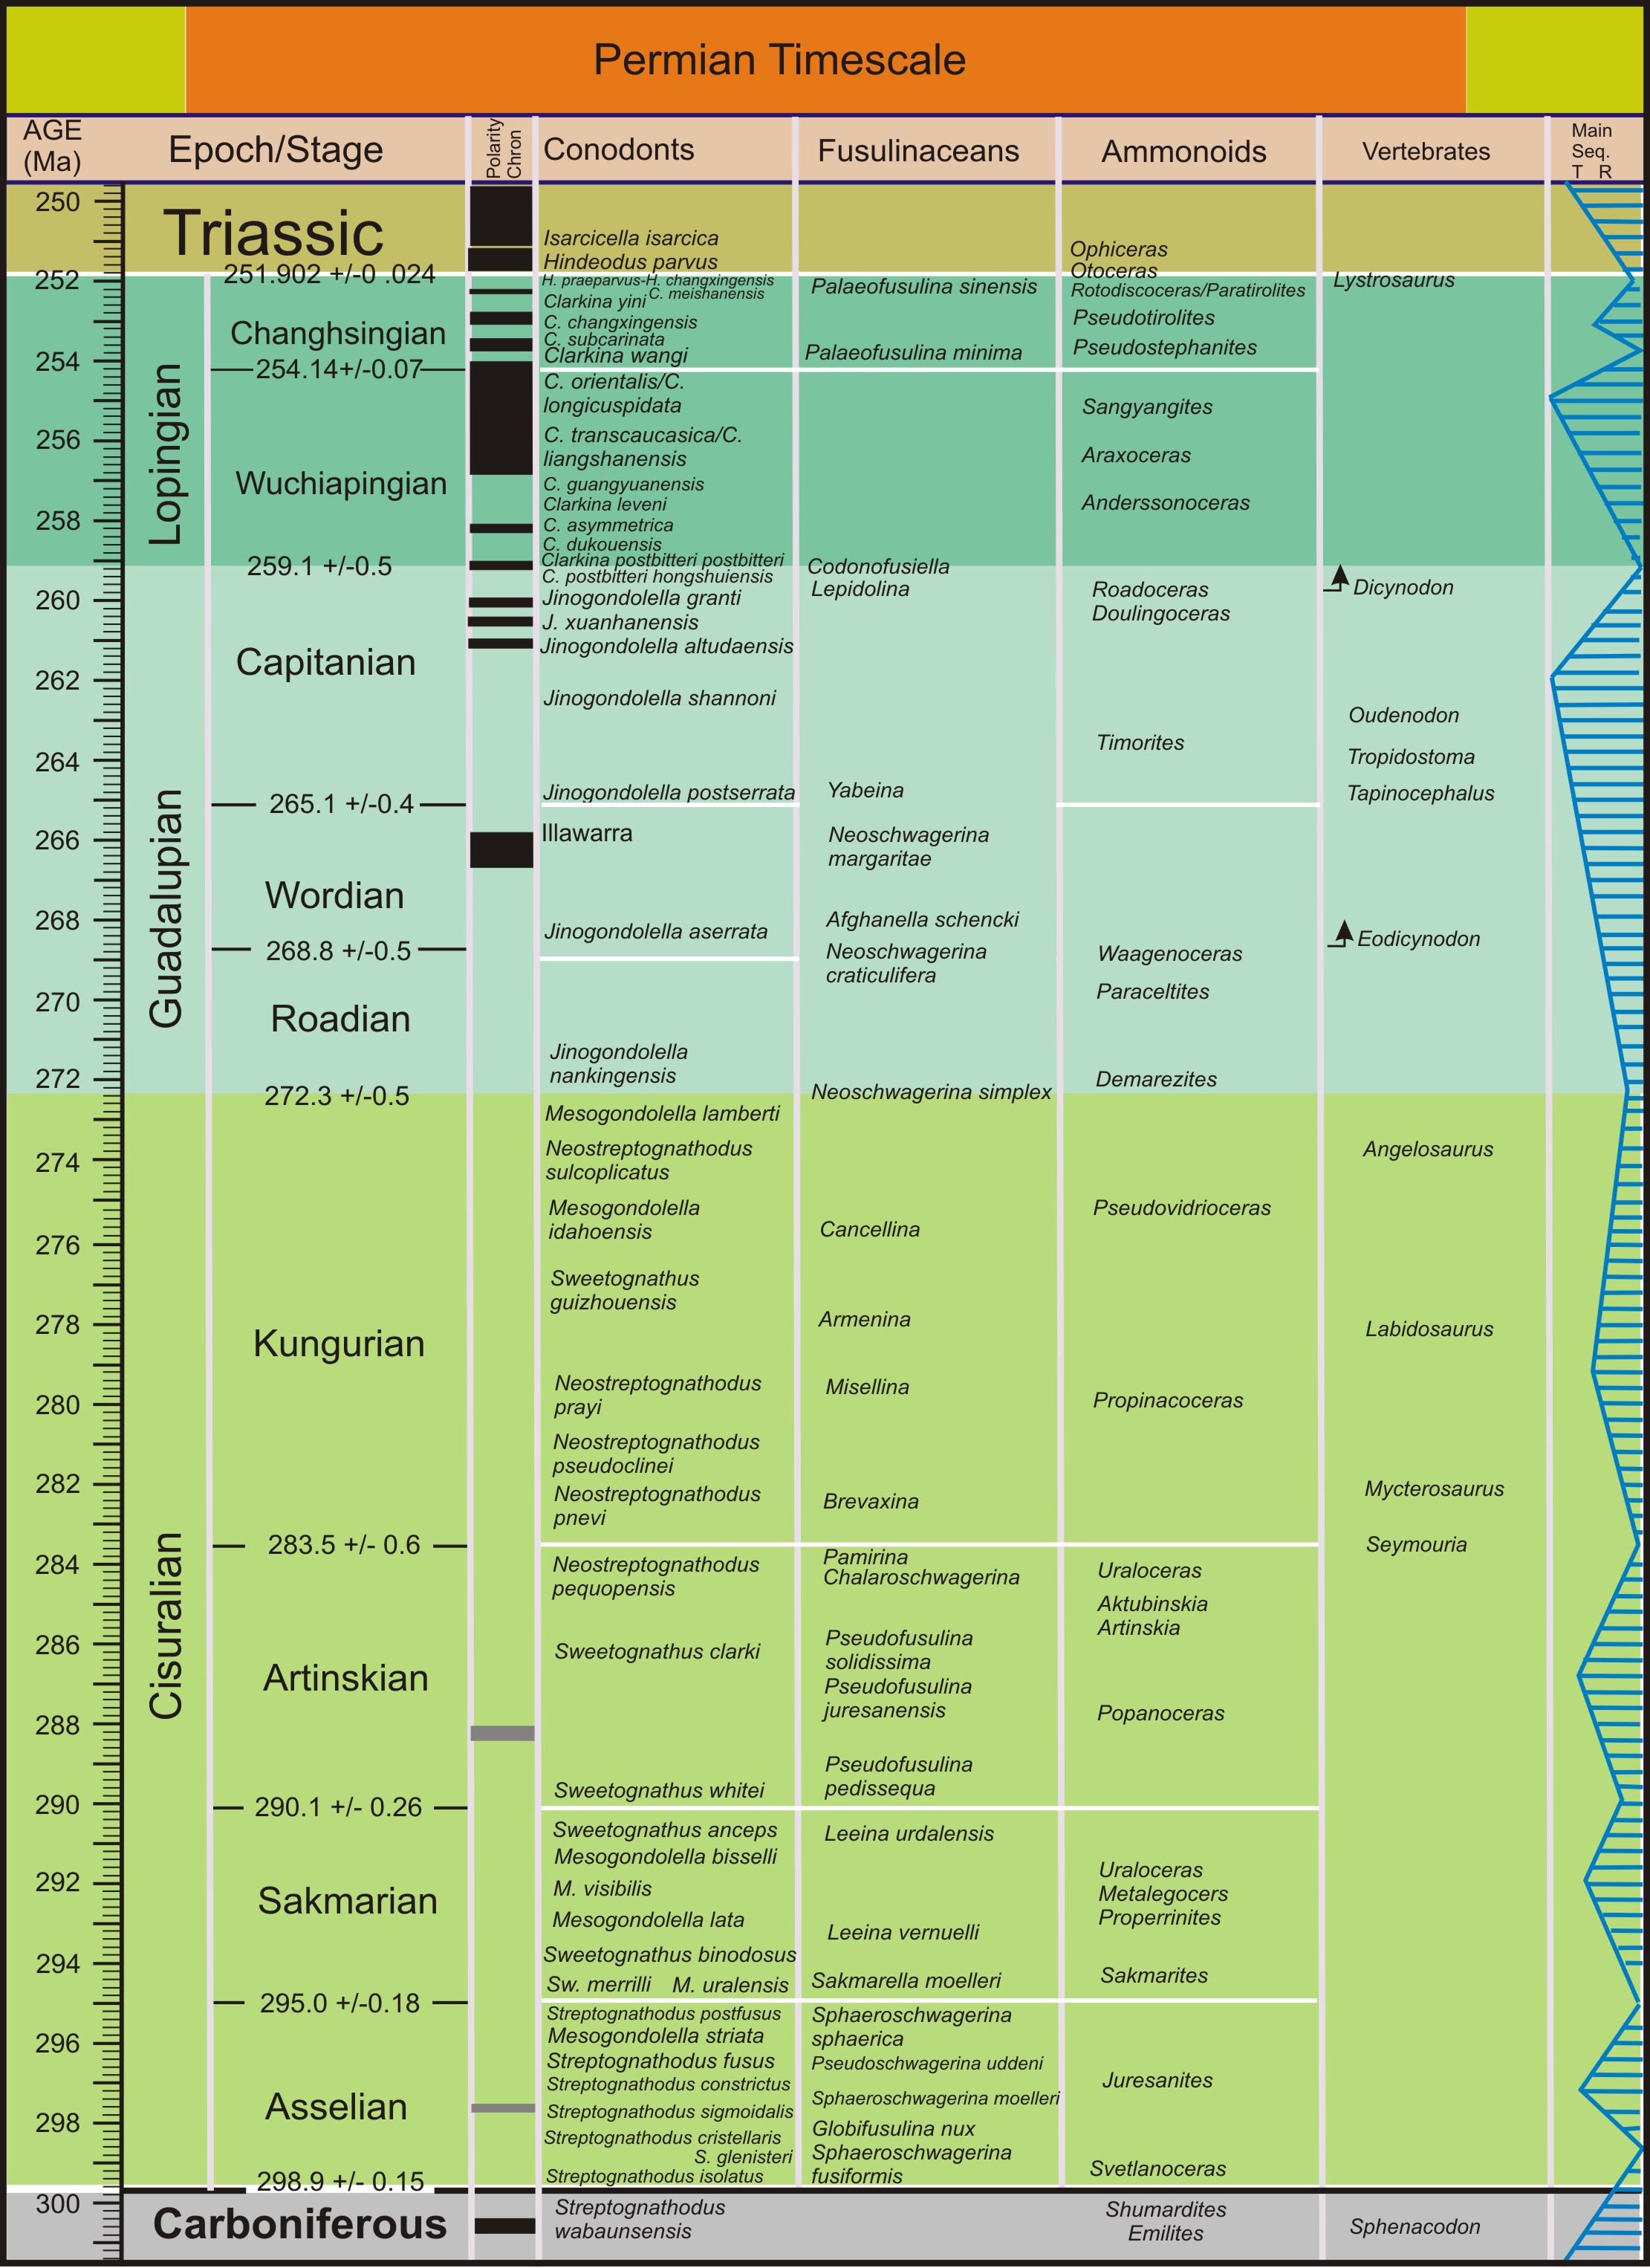 Permian Timescale
AGE
(Ma)
Epoch/Stage
Polarity
Chron
Conodonts
Fusulinaceans
Ammonoids
Vertebrates
Main
Seq.
T R
250
252
254
256
258
260
262
264
266
268
270
272
274
276
278
280
282
284
286
288
290
292
294
296
298
300
Lopingian
Guadalupian
Cisuralian
Triassic
251.902 +/-0 .024
Changhsingian
254.14+/-0.07
Wuchiapingian
259.1 +/-0.5
Capitanian
265.1 +/-0.4
Wordian
268.8 +/-0.5
Roadian
272.3 +/-0.5
Kungurian
283.5 +/- 0.6
Artinskian
290.1 +/- 0.26
Sakmarian
295.0 +/-0.18
Asselian
298.9 +/- 0.15
Carboniferous
Isarcicella isarcica
Hindeodus parvus
H. praeparvus-H. changxingensis
Clarkina yini C. meishanensis
C. changxingensis
C. subcarinata
Clarkina wangi
C. orientalis/C.
longicuspidata
C. transcaucasica/C.
liangshanensis
C. guangyuanensis
Clarkina leveni
C. asymmetrica
C. dukouensis
Clarkina postbitteri postbitteri
C. postbitteri hongshuiensis
Jinogondolella granti
J. xuanhanensis
Jinogondolella altudaensis
Jinogondolella shannoni
Jinogondolella postserrata
Illawarra
Jinogondolella aserrata
Jinogondolella
nankingensis
Mesogondolella lamberti
Neostreptognathodus
sulcoplicatus
Mesogondolella
idahoensis
Sweetognathus
guizhouensis
Neostreptognathodus
prayi
Neostreptognathodus
pseudoclinei
Neostreptognathodus
pnevi
Neostreptognathodus
pequopensis
Sweetognathus clarki
Sweetognathus whitei
Sweetognathus anceps
Mesogondolella bisselli
M. visibilis
Mesogondolella lata
Sweetognathus binodosus
Sw. merrilli M. uralensis
Streptognathodus postfusus
Mesogondolella striata
Streptognathodus fusus
Streptognathodus constrictus
Streptognathodus sigmoidalis
Streptognathodus cristellaris
S. glenisteri
Streptognathodus isolatus
Streptognathodus
wabaunsensis
Palaeofusulina sinensis
Palaeofusulina minima
Codonofusiella
Lepidolina
Yabeina
Neoschwagerina
margaritae
Afghanella schencki
Neoschwagerina
craticulifera
Neoschwagerina simplex
Cancellina
Armenina
Misellina
Brevaxina
Pamirina
Chalaroschwagerina
Pseudofusulina
solidissima
Pseudofusulina
juresanensis
Pseudofusulina
pedissequa
Leeina urdalensis
Leeina vernuelli
Sakmarella moelleri
Sphaeroschwagerina
sphaerica
Pseudoschwagerina uddeni
Sphaeroschwagerina moelleri
Globifusulina nux
Sphaeroschwagerina
fusiformis
Ophiceras
Otoceras
Rotodiscoceras/Paratirolites
Pseudotirolites
Pseudostephanites
Sangyangites
Araxoceras
Anderssonoceras
Roadoceras
Doulingoceras
Timorites
Waagenoceras
Paraceltites
Demarezites
Pseudovidrioceras
Propinacoceras
Uraloceras
Aktubinskia
Artinskia
Popanoceras
Uraloceras
Metalegocers
Properrinites
Sakmarites
Juresanites
Svetlanoceras
Shumardites
Emilites
Lystrosaurus
Dicynodon
Oudenodon
Tropidostoma
Tapinocephalus
Eodicynodon
Angelosaurus
Labidosaurus
Mycterosaurus
Seymouria
Sphenacodon